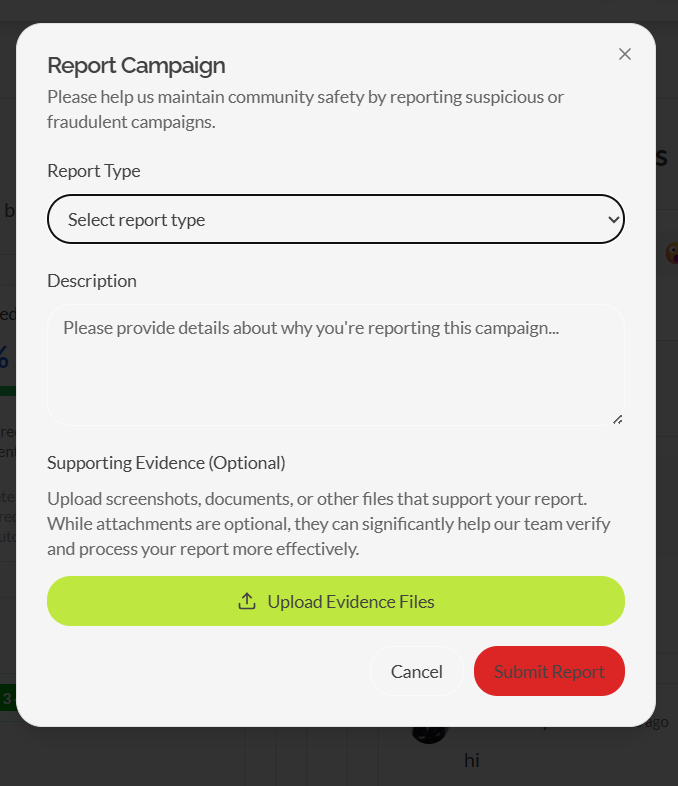 Report Campaign
Please help us maintain community safety by reporting suspicious or
fraudulent campaigns.
Report Type
Select report type
Description
Please provide details about why you're reporting this campaign...
Supporting Evidence (Optional)
Upload screenshots, documents, or other files that support your report.
While attachments are optional, they can significantly help our team verify
and process your report more effectively.
Upload Evidence Files
Cancel
Submit Report
3
ago
hi